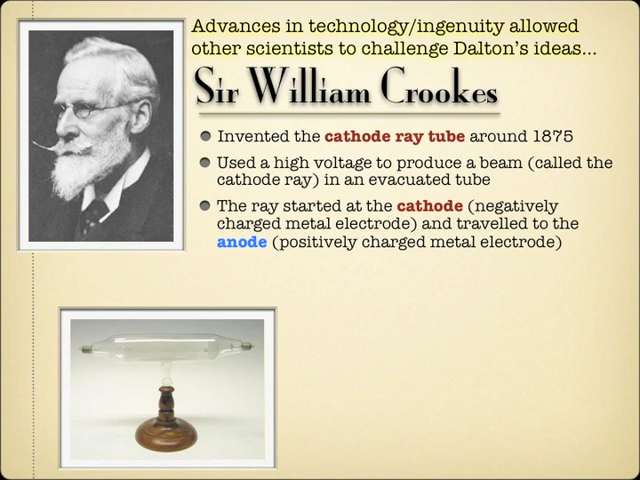 Advances in technology/ingenuity allowed
other scientists to challenge Dalton's ideas...
Sir William Crookes
Invented the cathode ray tube around 1875
Used a high voltage to produce a beam (called the
cathode ray) in an evacuated tube
The ray started at the cathode (negatively
charged metal electrode) and travelled to the
anode (positively charged metal electrode)